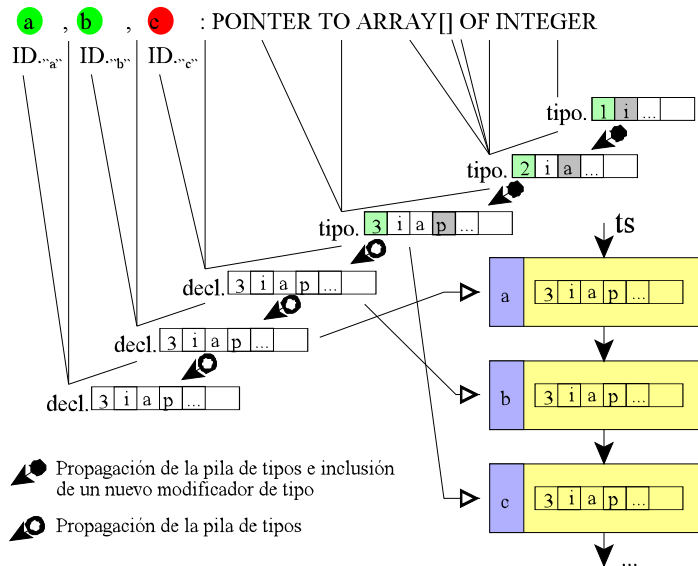 a , b , c : POINTER TO ARRAY[] OF INTEGER
ID.``a`` ID.``b`` ID.``c``
tipo. 1 i ...
tipo. 2 i a ...
tipo. 3 i a p ...
ts
decl. 3 i a p ...
a 3 i a p ...
decl. 3 i a p ...
decl. 3 i a p ...
b 3 i a p ...
Propagación de la pila de tipos e inclusión
de un nuevo modificador de tipo
c 3 i a p ...
Propagación de la pila de tipos
...